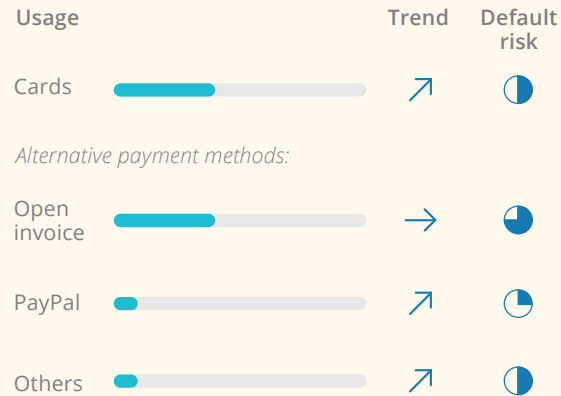 Usage Trend Default
risk
Cards
Alternative payment methods:
Open
invoice
PayPal
Others